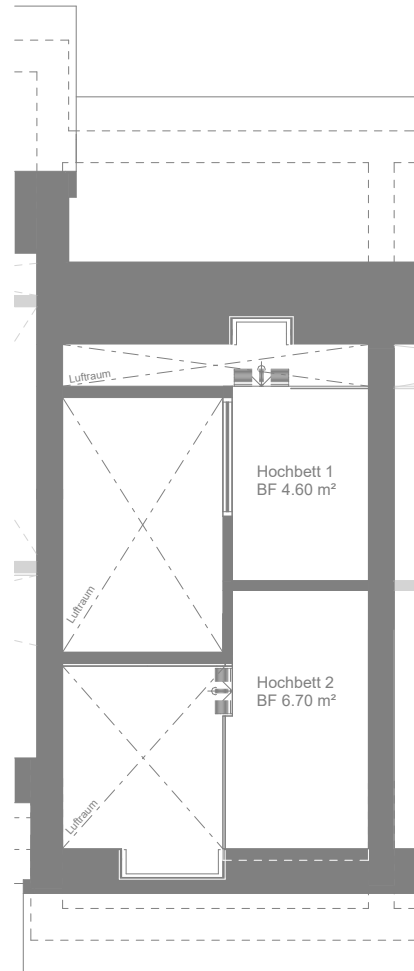 Luftraum
Hochbett 1
BF 4.60 m²
Luftraum
Hochbett 2
BF 6.70 m²
Luftraum